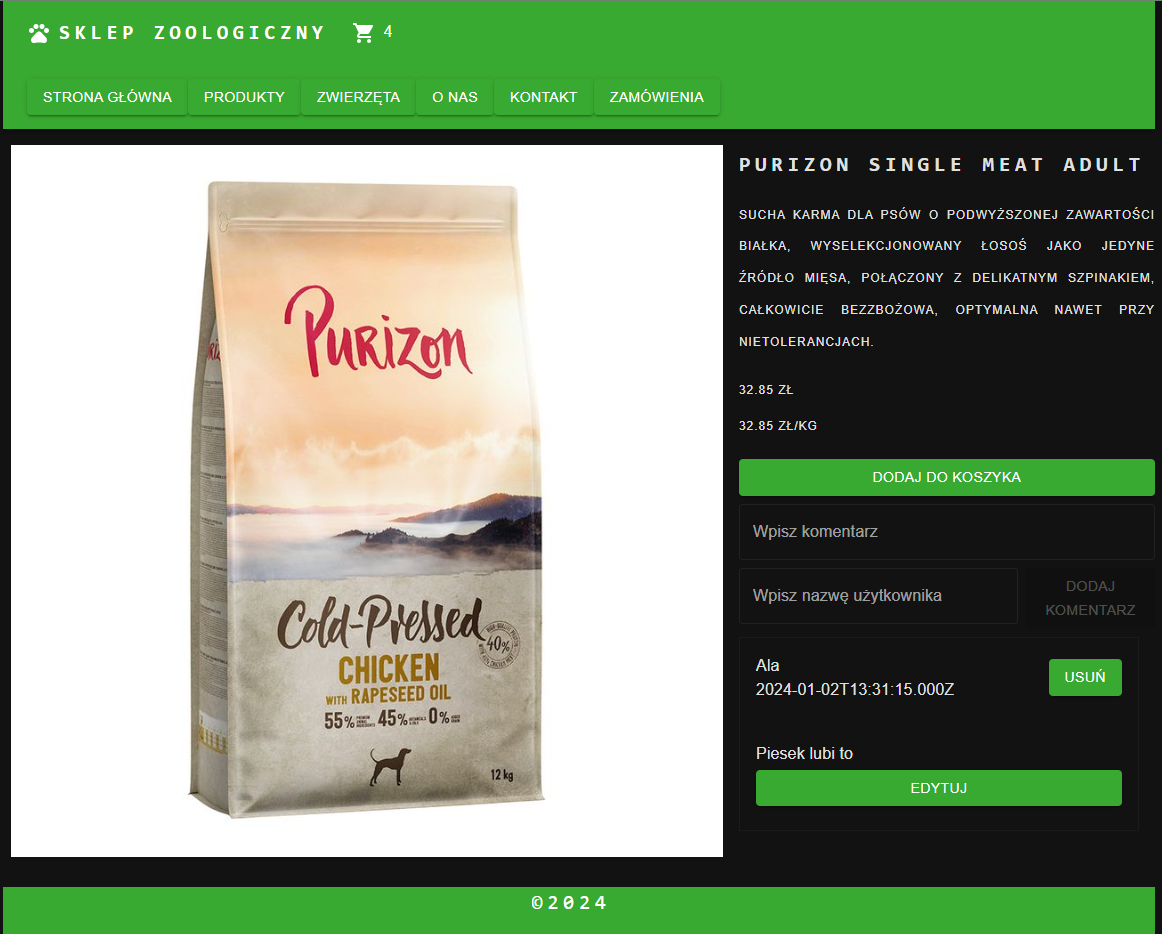 SKLEP ZOOLOGICZNY 4
STRONA GŁÓWNA PRODUKTY ZWIERZĘTA O NAS KONTAKT ZAMÓWIENIA
PURIZON
Cold-Pressed
40%
CHICKEN
WITH RAPESEED OIL
55% 45% 0%
12 kg
PURIZON SINGLE MEAT ADULT
SUCHA KARMA DLA PSÓW O PODWYŻSZONEJ ZAWARTOŚCI
BIAŁKA, WYSELEKCJONOWANY ŁOSOŚ JAKO JEDYNE
ŹRÓDŁO MIĘSA, POŁĄCZONY Z DELIKATNYM SZPINAKIEM,
CAŁKOWICIE BEZZBOŻOWA, OPTYMALNA NAWET PRZY
NIETOLERANCJACH.
32.85 ZŁ
32.85 ZŁ/KG
DODAJ DO KOSZYKA
Wpisz komentarz
Wpisz nazwę użytkownika
DODAJ
KOMENTARZ
Ala
2024-01-02T13:31:15.000Z
USUŃ
Piesek lubi to
EDYTUJ
©2024